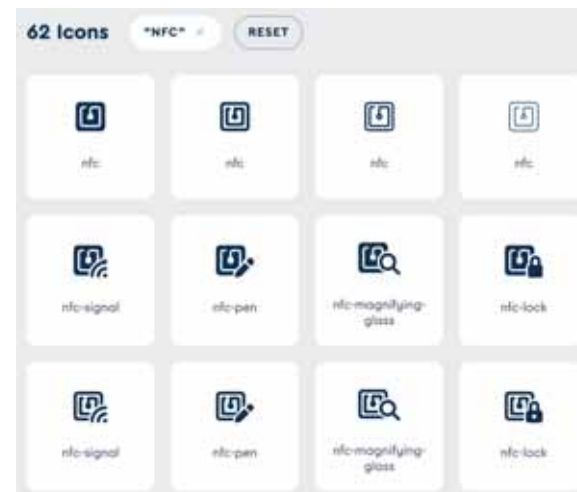 62 Icons "NFC" × RESET
nfc nfc nfc nfc
nfc-signal nfc-pen nfc-magnifying-glass nfc-lock
nfc-signal nfc-pen nfc-magnifying-glass nfc-lock